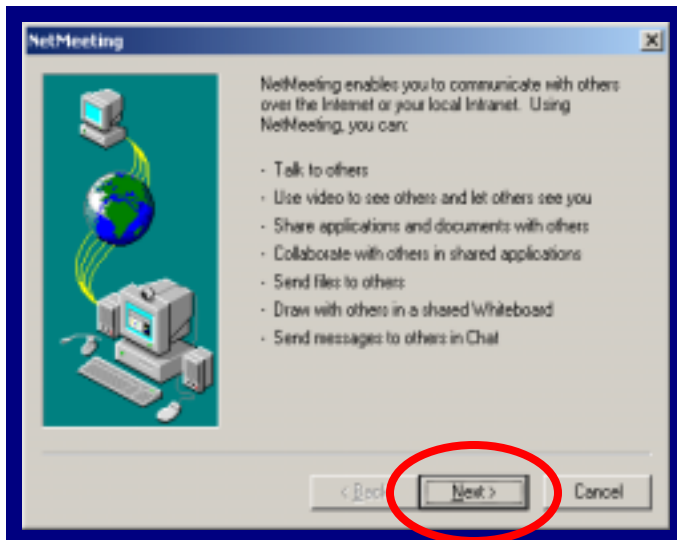 NetMeeting
NetMeeting enables you to communicate with others
over the Internet or your local Intranet. Using
NetMeeting, you can:
- Talk to others
- Use video to see others and let others see you
- Share applications and documents with others
- Collaborate with others in shared applications
- Send files to others
- Draw with others in a shared Whiteboard
- Send messages to others in Chat
< Back Next > Cancel